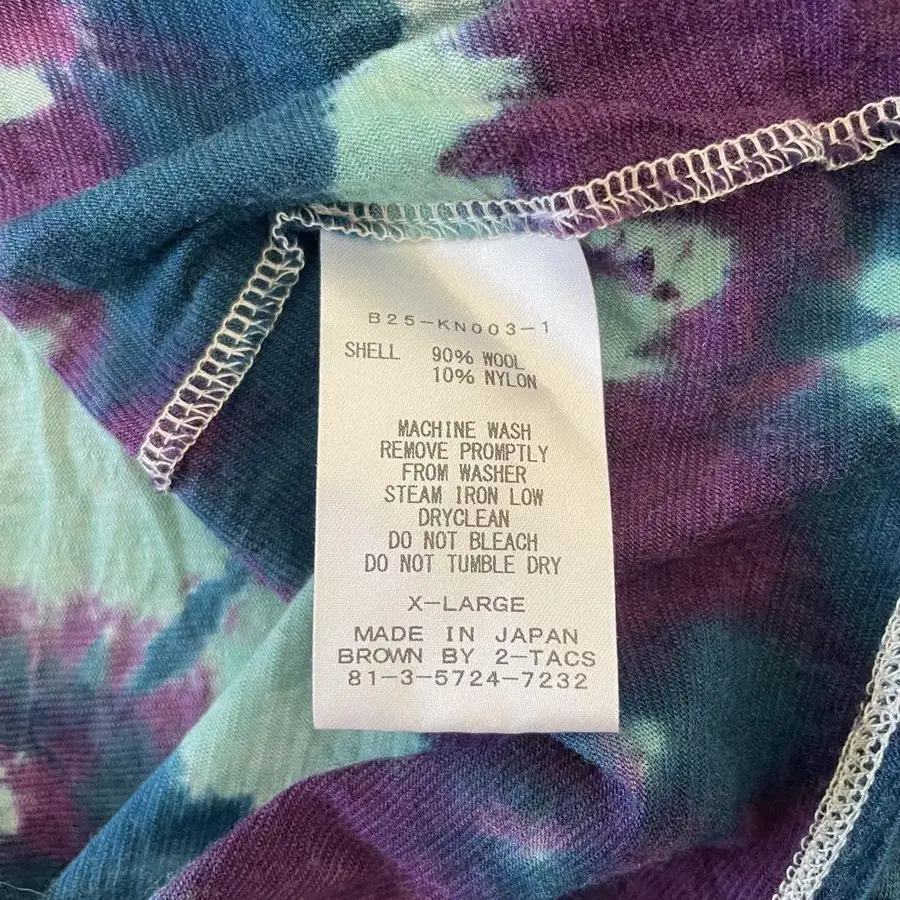 B25-KN003-1
SHELL 90% WOOL
10% NYLON
MACHINE WASH
REMOVE PROMPTLY
FROM WASHER
STEAM IRON LOW
DRYCLEAN
DO NOT BLEACH
DO NOT TUMBLE DRY
X-LARGE
MADE IN JAPAN
BROWN BY 2-TACS
81-3-5724-7232